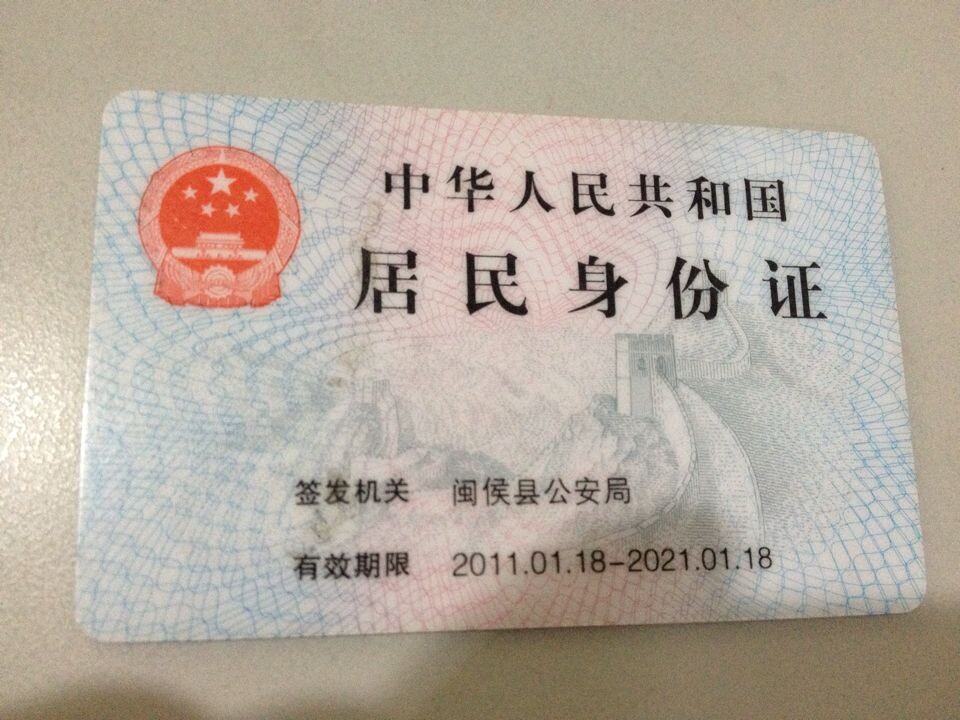 中华人民共和国
居民身份证
签发机关 闽侯县公安局
有效期限 2011.01.18-2021.01.18